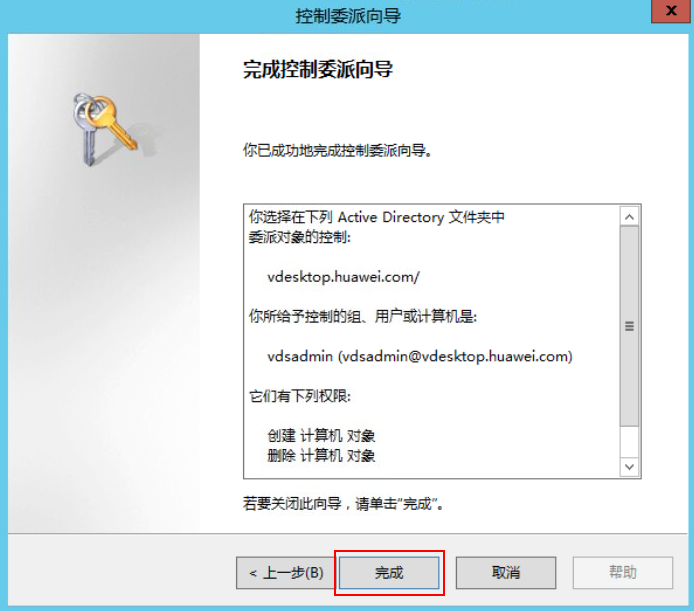 控制委派向导
x
完成控制委派向导
你已成功地完成控制委派向导。
你选择在下列 Active Directory 文件夹中
委派对象的控制:
vdesktop.huawei.com/
你所给予控制的组、用户或计算机是:
vdsadmin (vdsadmin@vdesktop.huawei.com)
它们有下列权限:
创建 计算机 对象
删除 计算机 对象
若要关闭此向导，请单击“完成”。
< 上一步(B)
完成
取消
帮助